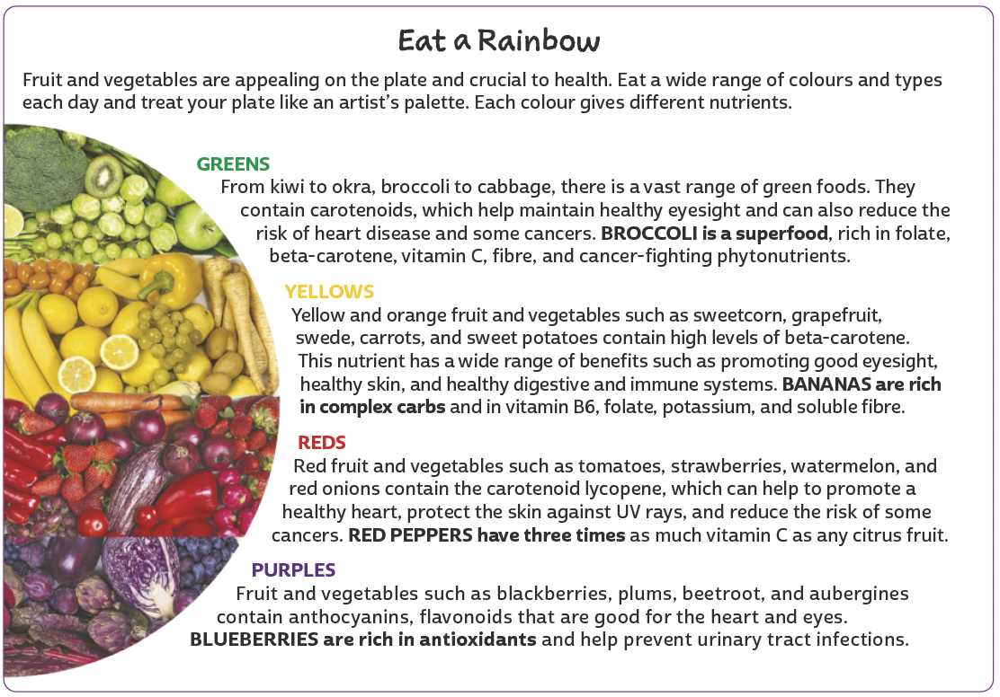 Eat a Rainbow
Fruit and vegetables are appealing on the plate and crucial to health. Eat a wide range of colours and types
each day and treat your plate like an artist’s palette. Each colour gives different nutrients.
GREENS
From kiwi to okra, broccoli to cabbage, there is a vast range of green foods. They
contain carotenoids, which help maintain healthy eyesight and can also reduce the
risk of heart disease and some cancers. BROCCOLI is a superfood, rich in folate,
beta-carotene, vitamin C, fibre, and cancer-fighting phytonutrients.
YELLOWS
Yellow and orange fruit and vegetables such as sweetcorn, grapefruit,
swede, carrots, and sweet potatoes contain high levels of beta-carotene.
This nutrient has a wide range of benefits such as promoting good eyesight,
healthy skin, and healthy digestive and immune systems. BANANAS are rich
in complex carbs and in vitamin B6, folate, potassium, and soluble fibre.
REDS
Red fruit and vegetables such as tomatoes, strawberries, watermelon, and
red onions contain the carotenoid lycopene, which can help to promote a
healthy heart, protect the skin against UV rays, and reduce the risk of some
cancers. RED PEPPERS have three times as much vitamin C as any citrus fruit.
PURPLES
Fruit and vegetables such as blackberries, plums, beetroot, and aubergines
contain anthocyanins, flavonoids that are good for the heart and eyes.
BLUEBERRIES are rich in antioxidants and help prevent urinary tract infections.